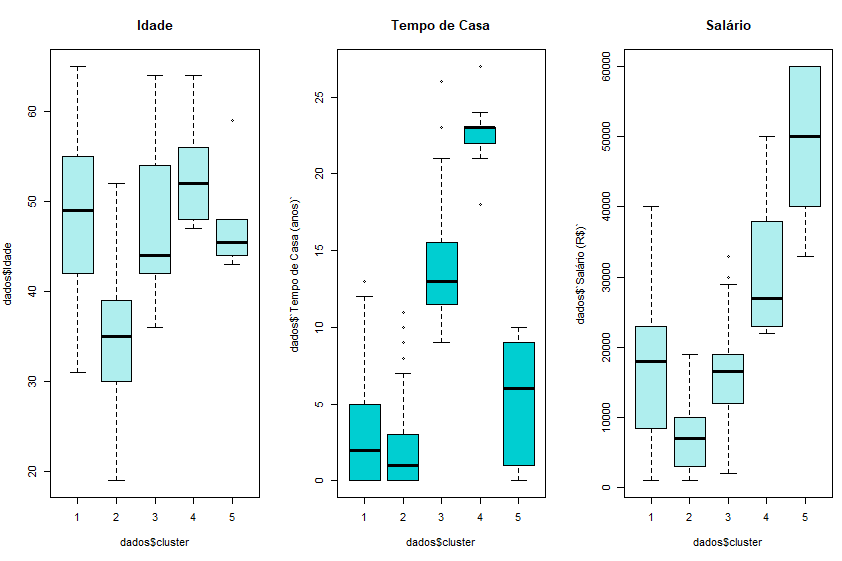 Idade
dados$Idade
60
50
40
30
20
1 2 3 4 5
dados$cluster
Tempo de Casa
dados$`Tempo de Casa (anos)`
25
20
15
10
5
0
1 2 3 4 5
dados$cluster
Salário
dados$`Salário (R$)`
60000
50000
40000
30000
20000
10000
0
1 2 3 4 5
dados$cluster